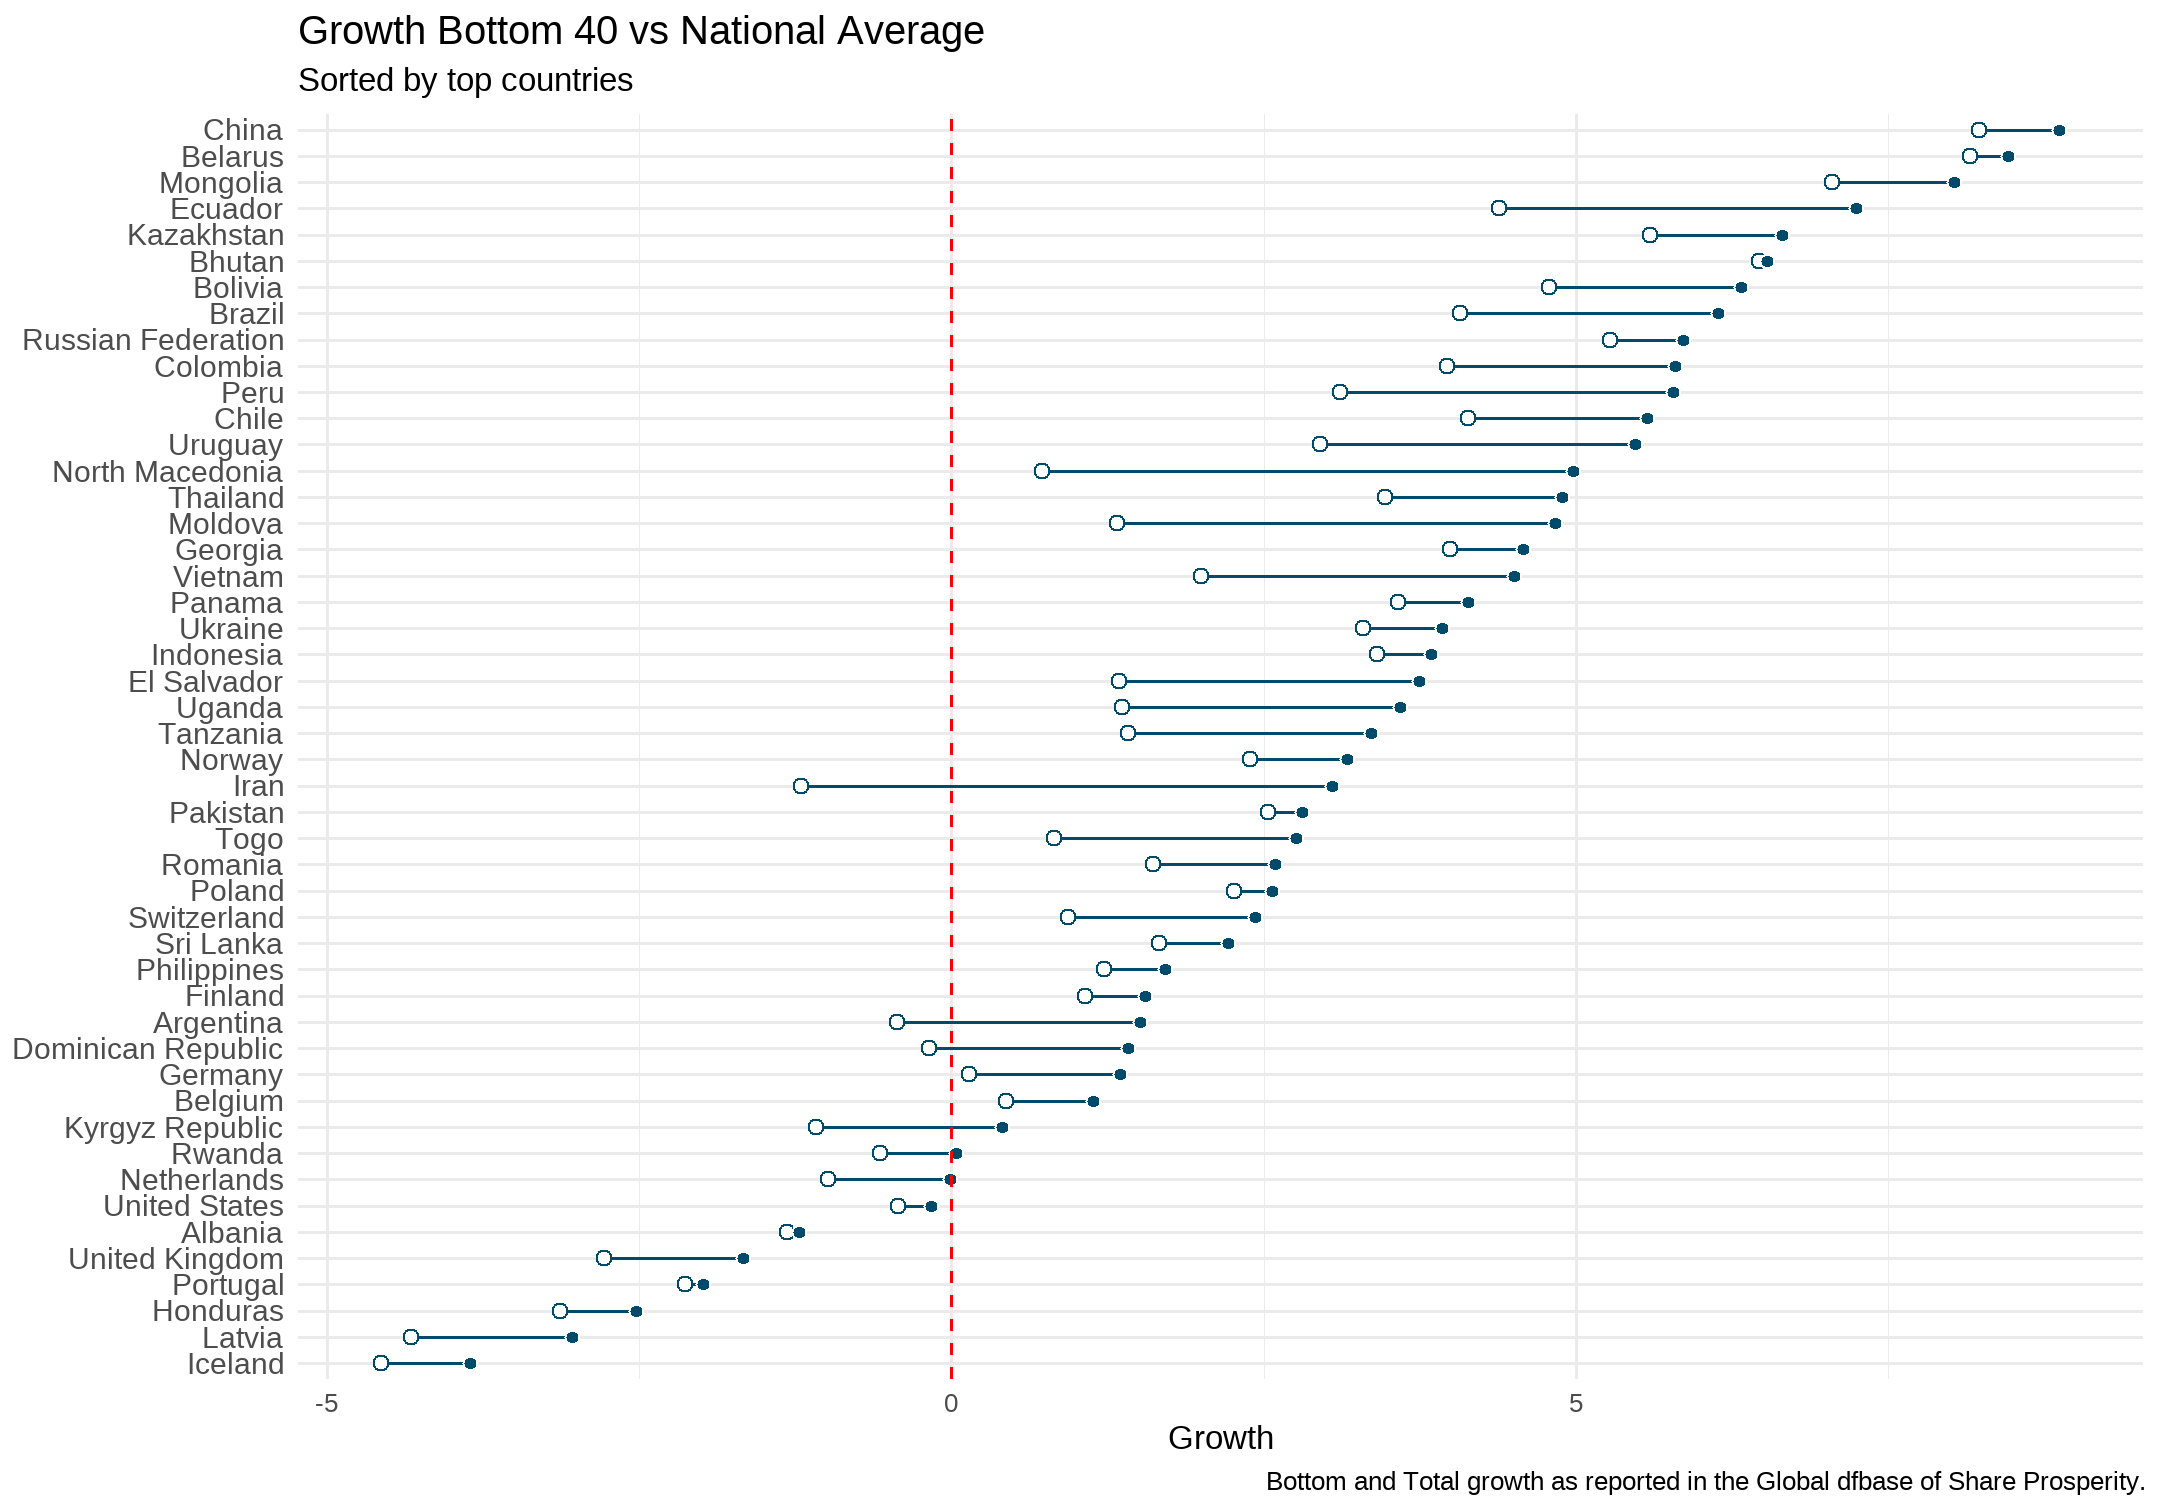 Growth Bottom 40 vs National Average
Sorted by top countries
China
Belarus
Mongolia
Ecuador
Kazakhstan
Bhutan
Bolivia
Brazil
Russian Federation
Colombia
Peru
Chile
Uruguay
North Macedonia
Thailand
Moldova
Georgia
Vietnam
Panama
Ukraine
Indonesia
El Salvador
Uganda
Tanzania
Norway
Iran
Pakistan
Togo
Romania
Poland
Switzerland
Sri Lanka
Philippines
Finland
Argentina
Dominican Republic
Germany
Belgium
Kyrgyz Republic
Rwanda
Netherlands
United States
Albania
United Kingdom
Portugal
Honduras
Latvia
Iceland
-5 0 5
Growth
Bottom and Total growth as reported in the Global dfbase of Share Prosperity.